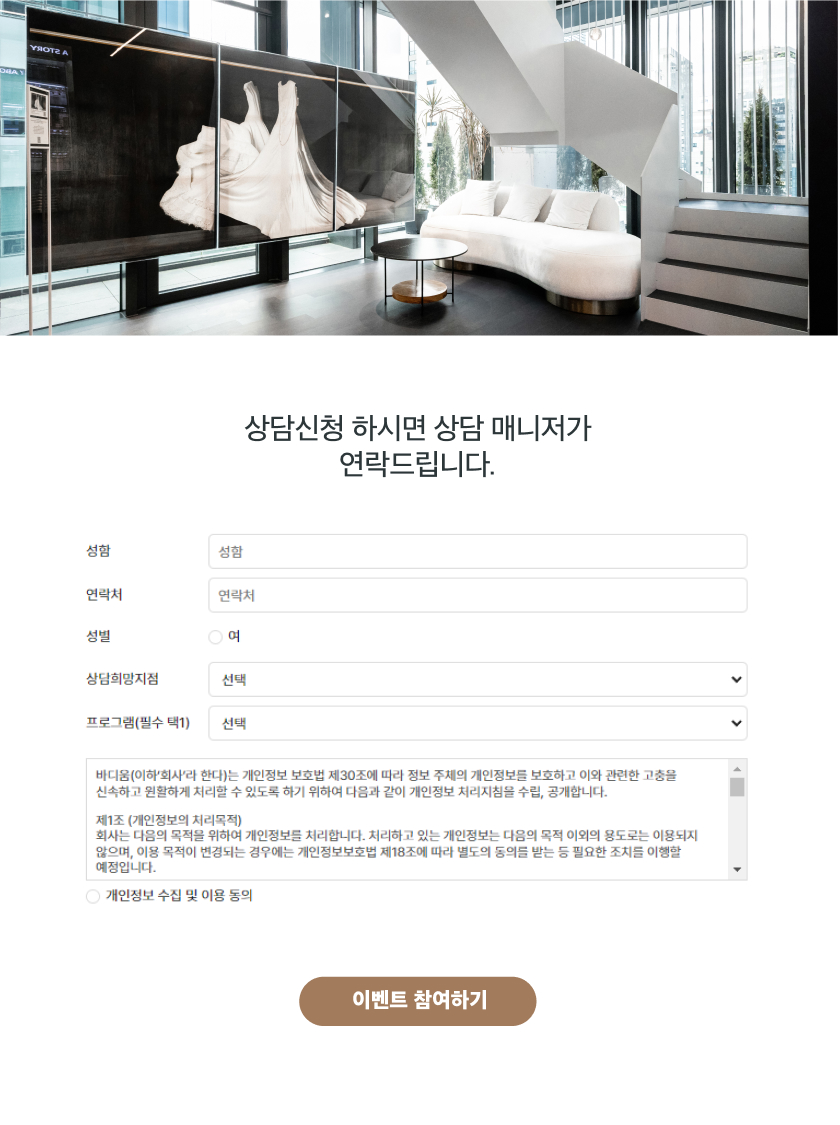 A STORY
상담신청 하시면 상담 매니저가
연락드립니다.
성함
성함
연락처
연락처
성별
여
상담희망지점
선택
프로그램(필수 택1)
선택
바디움(이하'회사'라 한다)는 개인정보 보호법 제30조에 따라 정보 주체의 개인정보를 보호하고 이와 관련한 고충을
신속하고 원활하게 처리할 수 있도록 하기 위하여 다음과 같이 개인정보 처리지침을 수립, 공개합니다.
제1조 (개인정보의 처리목적)
회사는 다음의 목적을 위하여 개인정보를 처리합니다. 처리하고 있는 개인정보는 다음의 목적 이외의 용도로는 이용되지
않으며, 이용 목적이 변경되는 경우에는 개인정보보호법 제18조에 따라 별도의 동의를 받는 등 필요한 조치를 이행할
예정입니다.
개인정보 수집 및 이용 동의
이벤트 참여하기